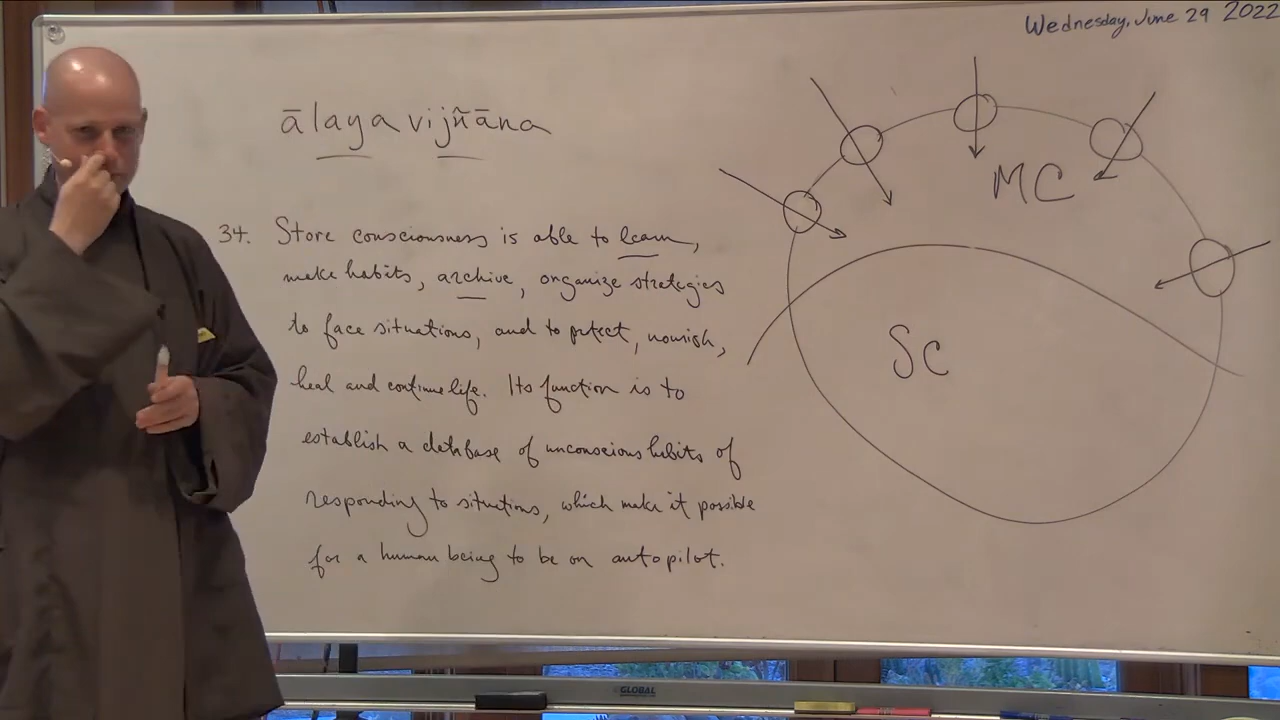 Wednesday, June 29 2022
ālaya vijñāna
34. Store consciousness is able to learn,
make habits, archive, organize strategies
to face situations, and to protect, nourish,
heal and continue life. Its function is to
establish a database of unconscious habits of
responding to situations, which make it possible
for a human being to be on autopilot.
MC
SC
GLOBAL